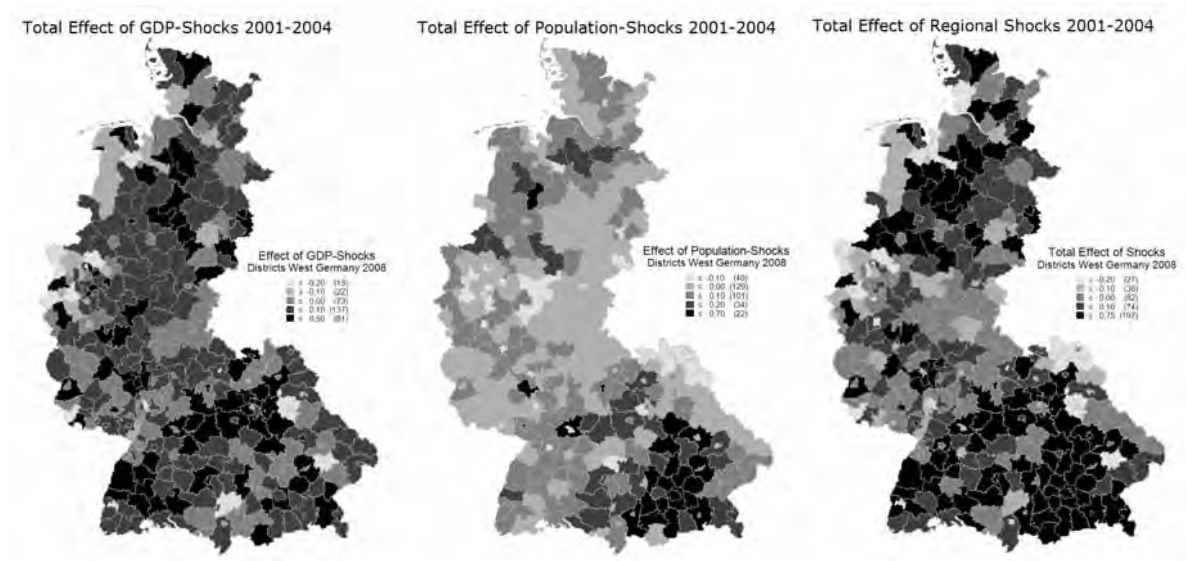 Total Effect of GDP-Shocks 2001-2004
Total Effect of Population-Shocks 2001-2004
Total Effect of Regional Shocks 2001-2004
Effect of GDP-Shocks
Districts West Germany 2008
≤ -0.20 (13)
≤ -0.10 (22)
≤ 0.00 (73)
≤ 0.10 (137)
≤ 0.50 (81)
Effect of Population-Shocks
Districts West Germany 2008
≤ -0.10 (40)
≤ 0.00 (129)
≤ 0.10 (101)
≤ 0.20 (34)
≤ 0.70 (22)
Total Effect of Shocks
Districts West Germany 2008
≤ -0.20 (27)
≤ -0.10 (36)
≤ 0.00 (82)
≤ 0.10 (74)
≤ 0.75 (107)